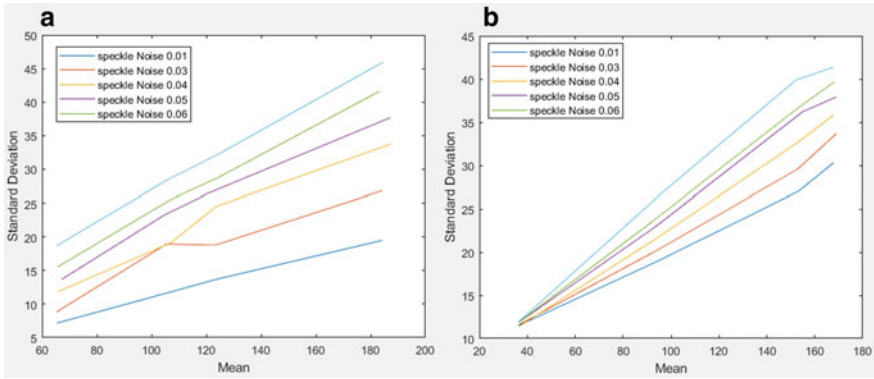 a
50
45
40
35
30
25
20
15
10
5
Standard Deviation
speckle Noise 0.01
speckle Noise 0.03
speckle Noise 0.04
speckle Noise 0.05
speckle Noise 0.06
60 80 100 120 140 160 180 200
Mean
b
45
40
35
30
25
20
15
10
Standard Deviation
speckle Noise 0.01
speckle Noise 0.03
speckle Noise 0.04
speckle Noise 0.05
speckle Noise 0.06
20 40 60 80 100 120 140 160 180
Mean